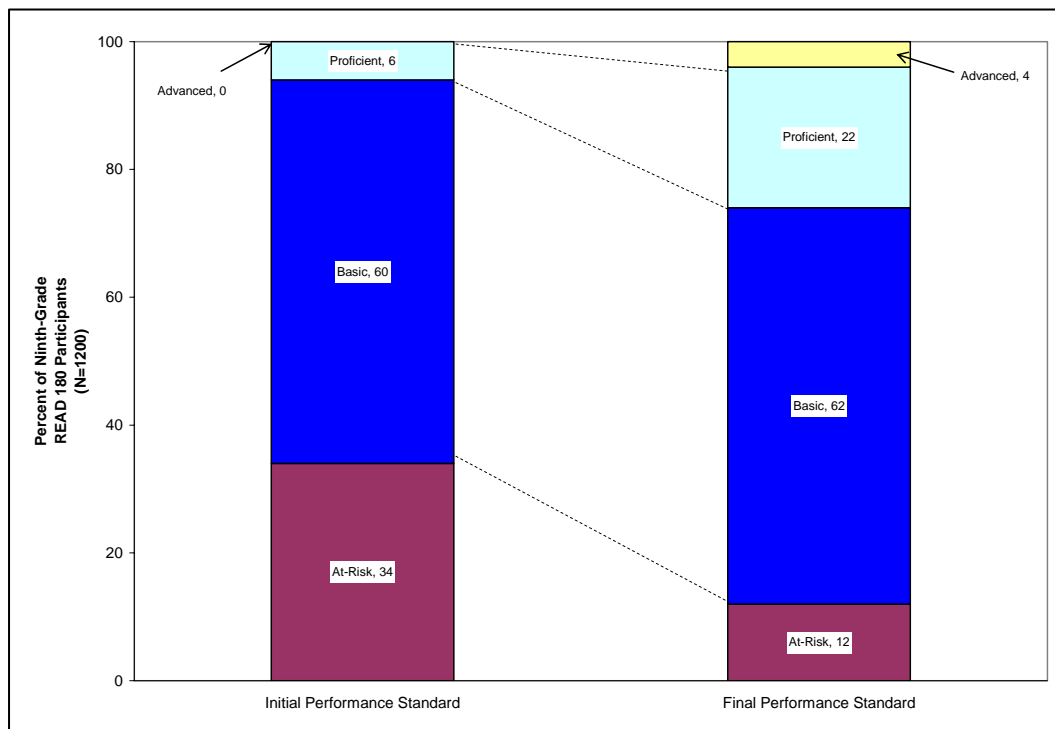 Percent of Ninth-Grade
READ 180 Participants
(N=1200)
100
80
60
40
20
0
Advanced, 0
Proficient, 6
Basic, 60
At-Risk, 34
Advanced, 4
Proficient, 22
Basic, 62
At-Risk, 12
Initial Performance Standard
Final Performance Standard